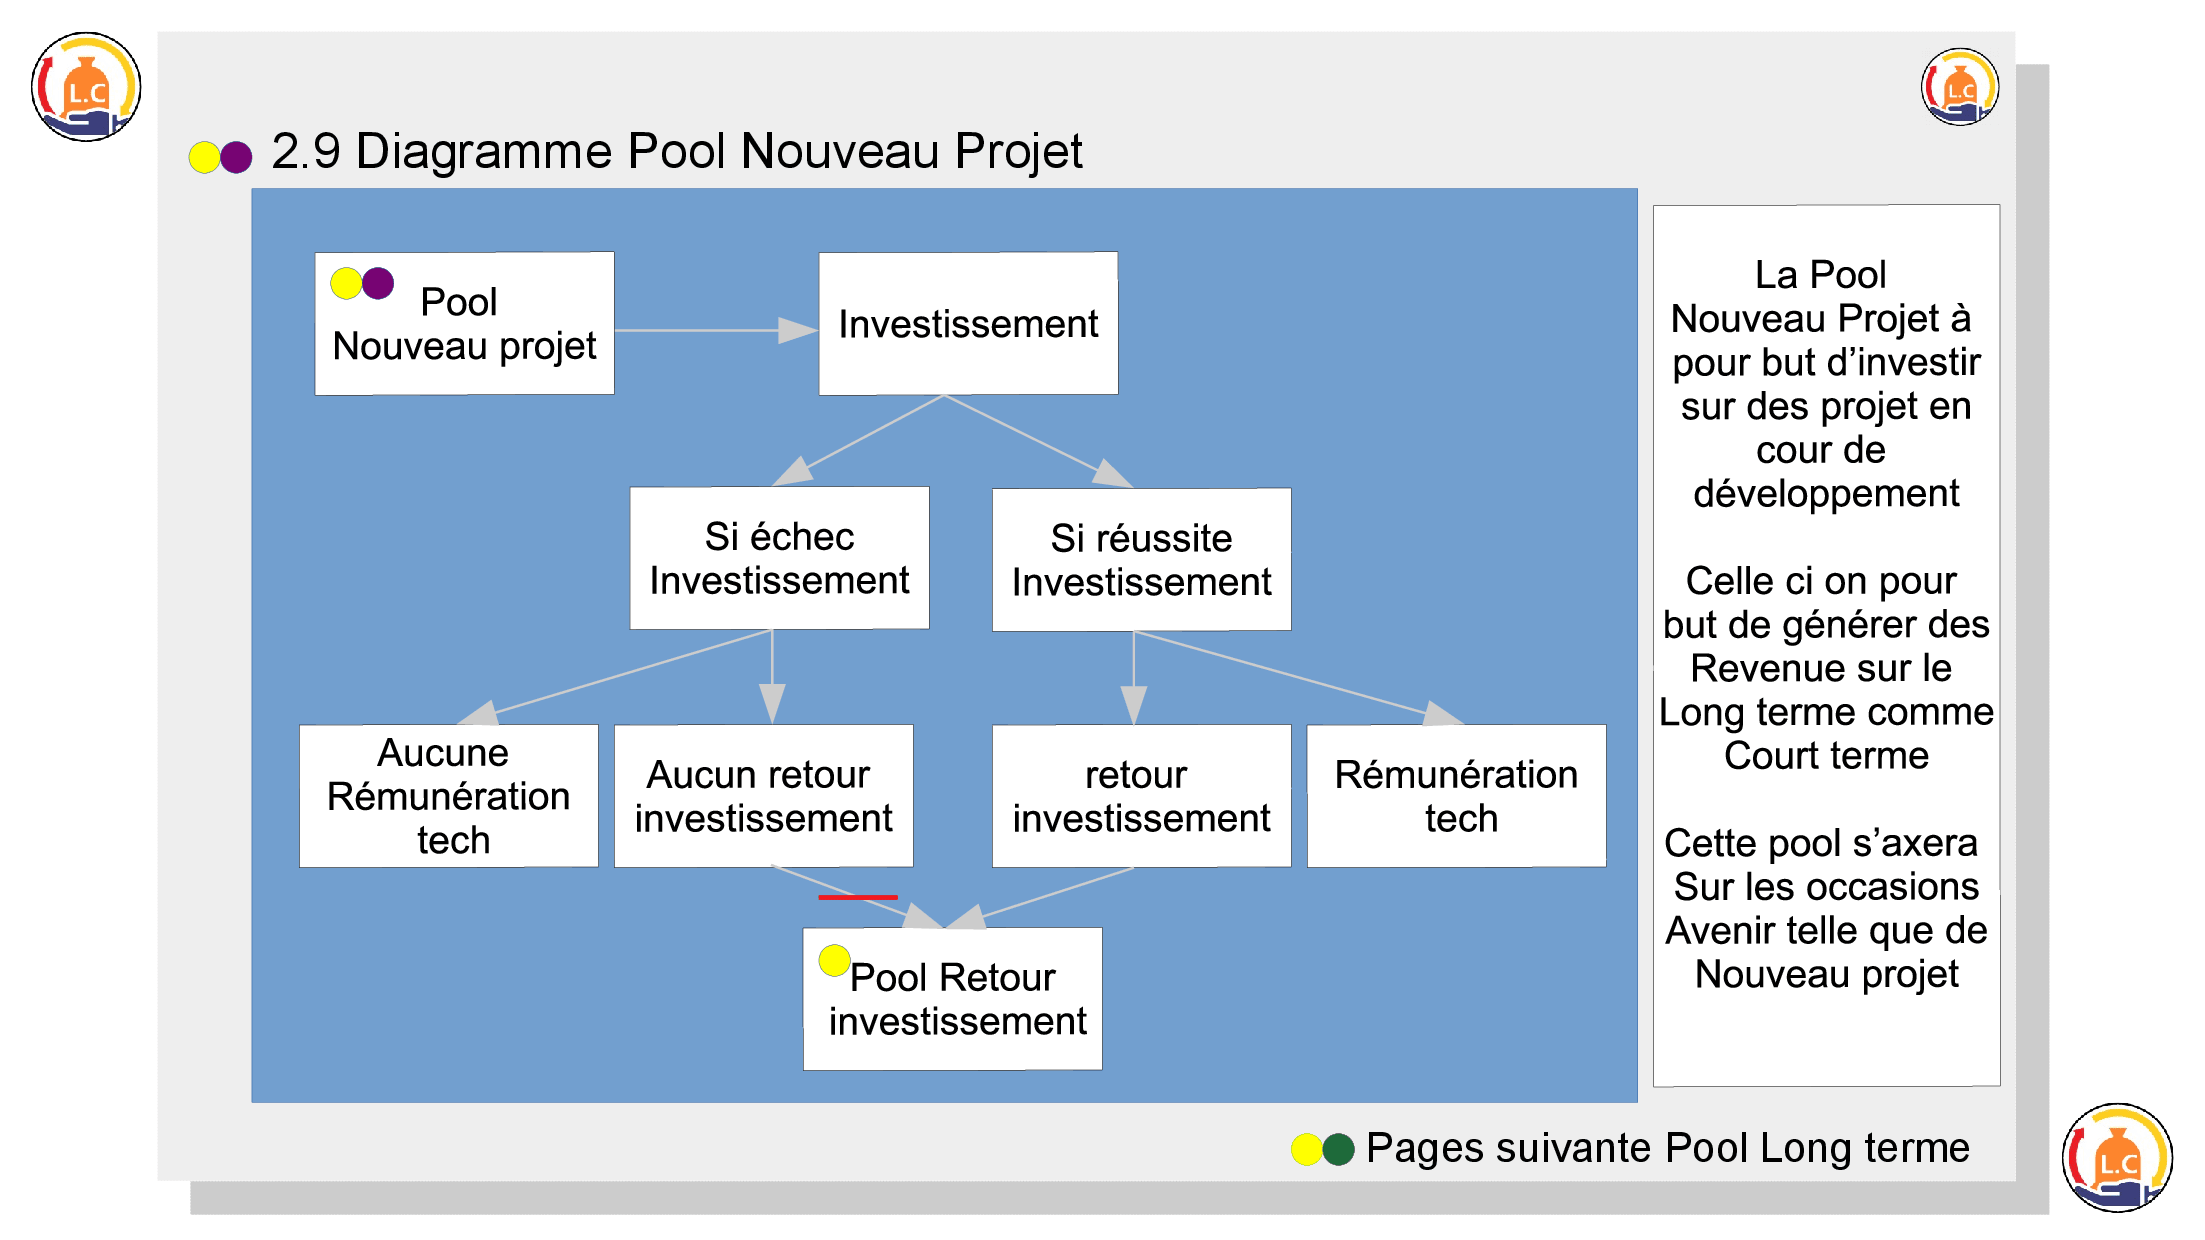 L.C
L.C
2.9 Diagramme Pool Nouveau Projet
Pool
Nouveau projet
Investissement
Si échec
Investissement
Si réussite
Investissement
Aucune
Rémunération
tech
Aucun retour
investissement
retour
investissement
Rémunération
tech
Pool Retour
investissement
La Pool
Nouveau Projet à
pour but d’investir
sur des projet en
cour de
développement
Celle ci on pour
but de générer des
Revenue sur le
Long terme comme
Court terme
Cette pool s’axera
Sur les occasions
Avenir telle que de
Nouveau projet
Pages suivante Pool Long terme
L.C